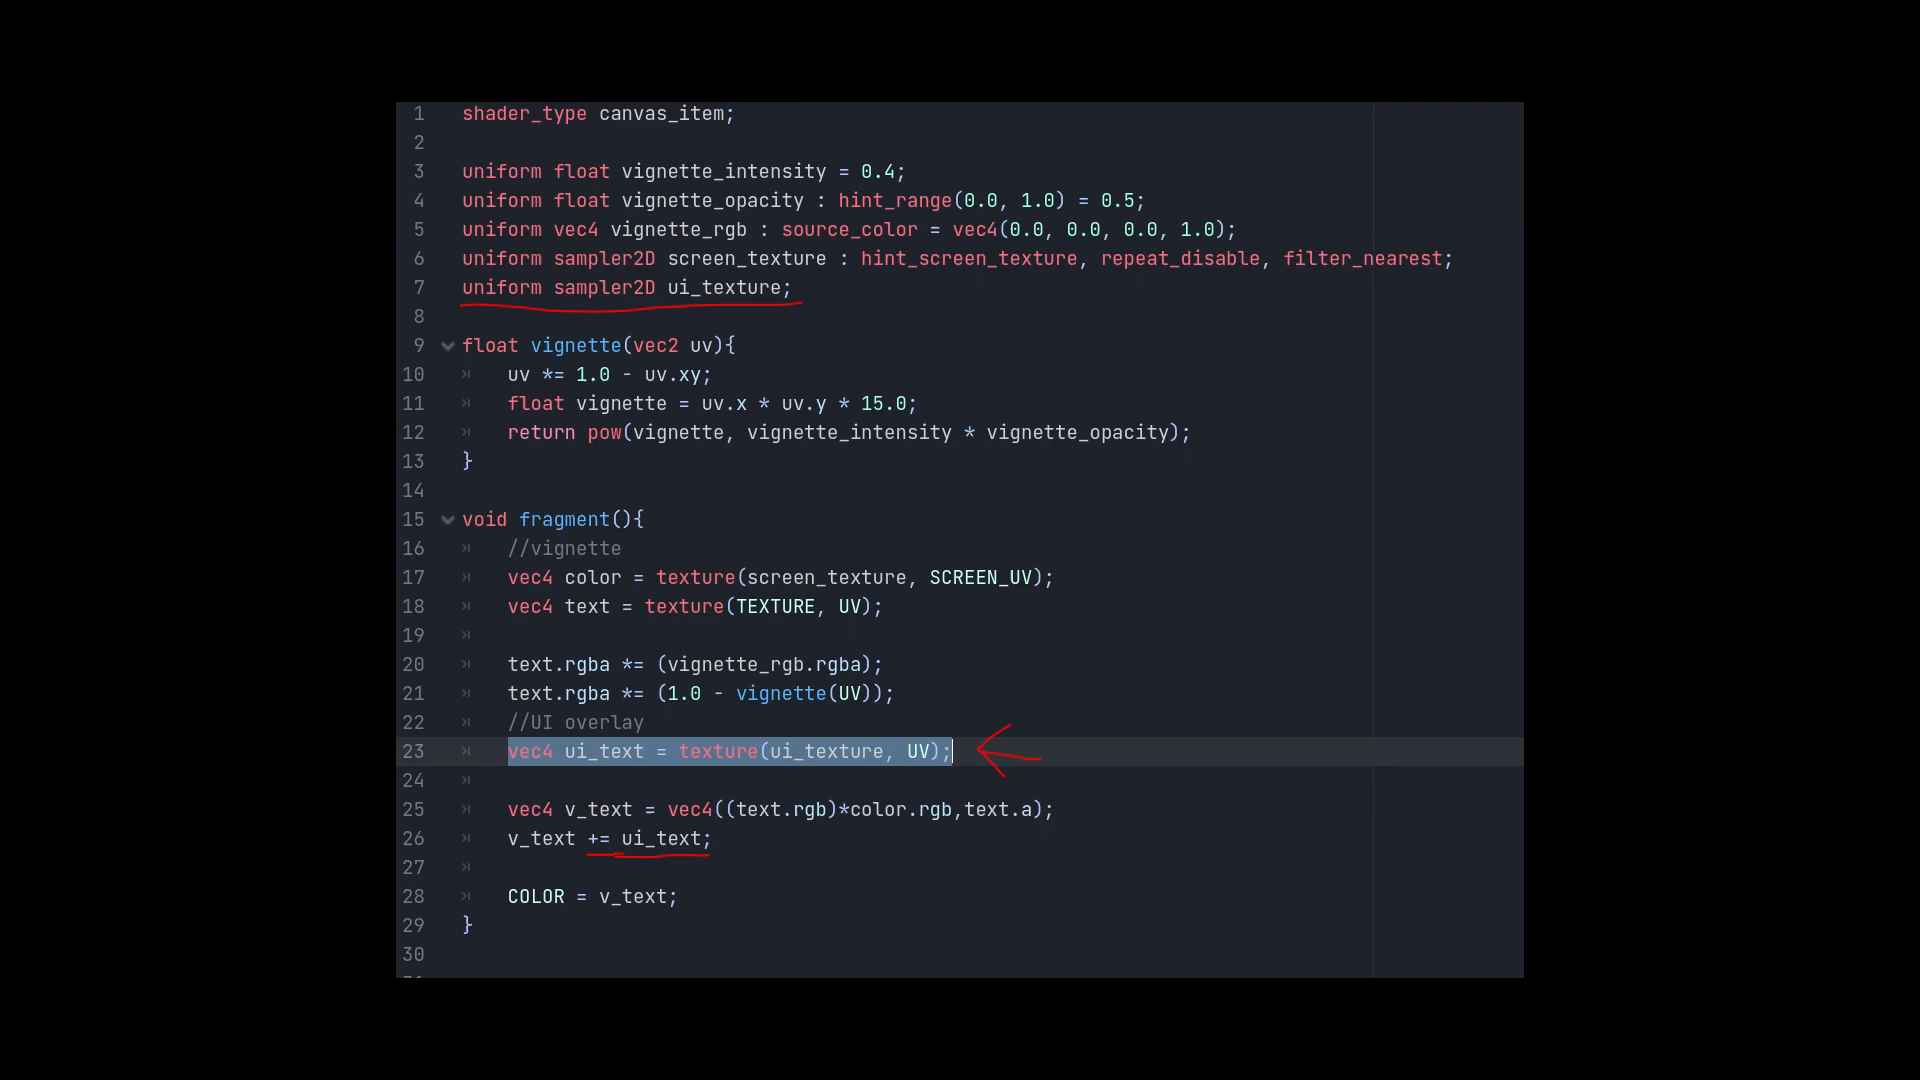 1 shader_type canvas_item;
2
3 uniform float vignette_intensity = 0.4;
4 uniform float vignette_opacity : hint_range(0.0, 1.0) = 0.5;
5 uniform vec4 vignette_rgb : source_color = vec4(0.0, 0.0, 0.0, 1.0);
6 uniform sampler2D screen_texture : hint_screen_texture, repeat_disable, filter_nearest;
7 uniform sampler2D ui_texture;
8
9 float vignette(vec2 uv){
10 uv *= 1.0 - uv.xy;
11 float vignette = uv.x * uv.y * 15.0;
12 return pow(vignette, vignette_intensity * vignette_opacity);
13 }
14
15 void fragment(){
16 //vignette
17 vec4 color = texture(screen_texture, SCREEN_UV);
18 vec4 text = texture(TEXTURE, UV);
19
20 text.rgba *= (vignette_rgb.rgba);
21 text.rgba *= (1.0 - vignette(UV));
22 //UI overlay
23 vec4 ui_text = texture(ui_texture, UV);
24
25 vec4 v_text = vec4((text.rgb)*color.rgb,text.a);
26 v_text += ui_text;
27
28 COLOR = v_text;
29 }
30